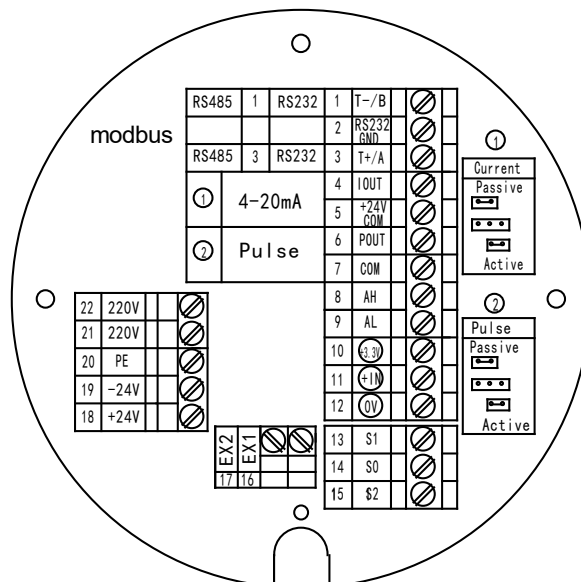 RS485 1 RS232 1 T-/B
modbus
2 RS232 GND
RS485 3 RS232 3 T+/A
① 4-20mA
4 IOUT
5 +24V COM
② Pulse
6 POUT
7 COM
8 AH
9 AL
10 +3.3V
11 +IN
12 0V
13 S1
14 S0
15 S2
①
Current
Passive
Active
②
Pulse
Passive
Active
22 220V
21 220V
20 PE
19 -24V
18 +24V
EX2 EX1
17 16